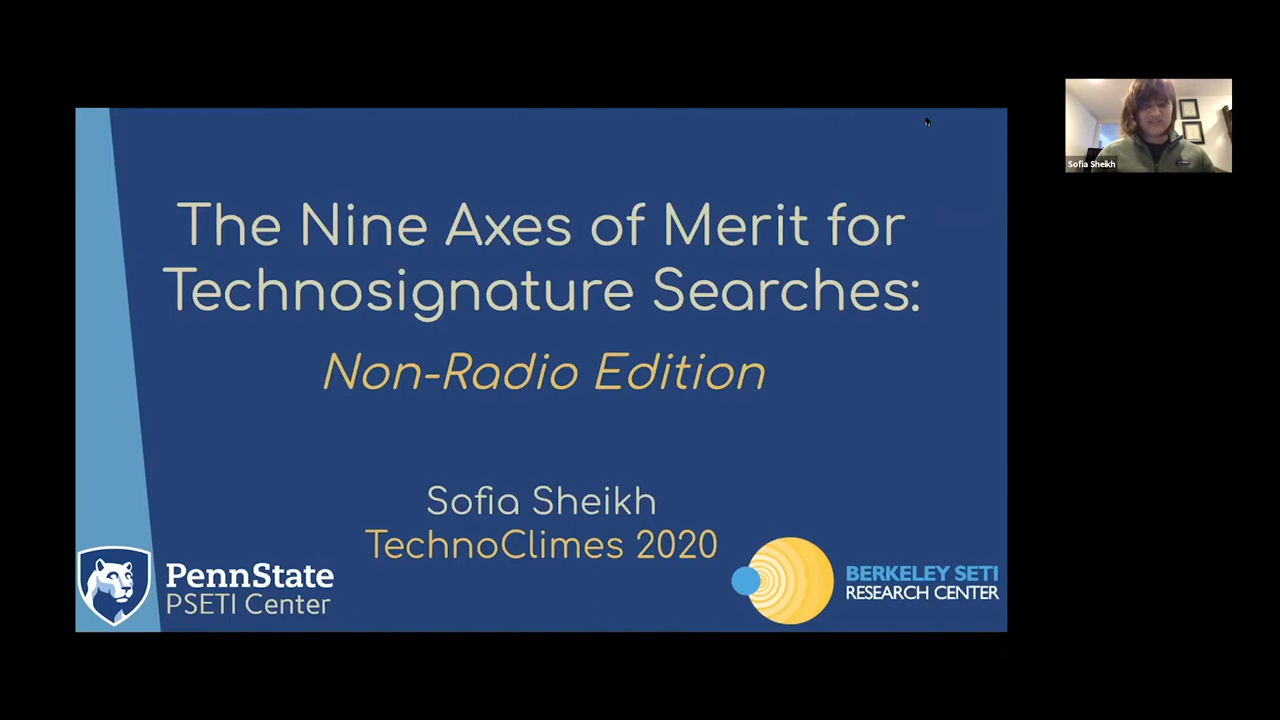 The Nine Axes of Merit for
Technosignature Searches:
Non-Radio Edition
Sofia Sheikh
TechnoClimes 2020
PennState
PSETI Center
BERKELEY SETI
RESEARCH CENTER
Sofia Sheikh